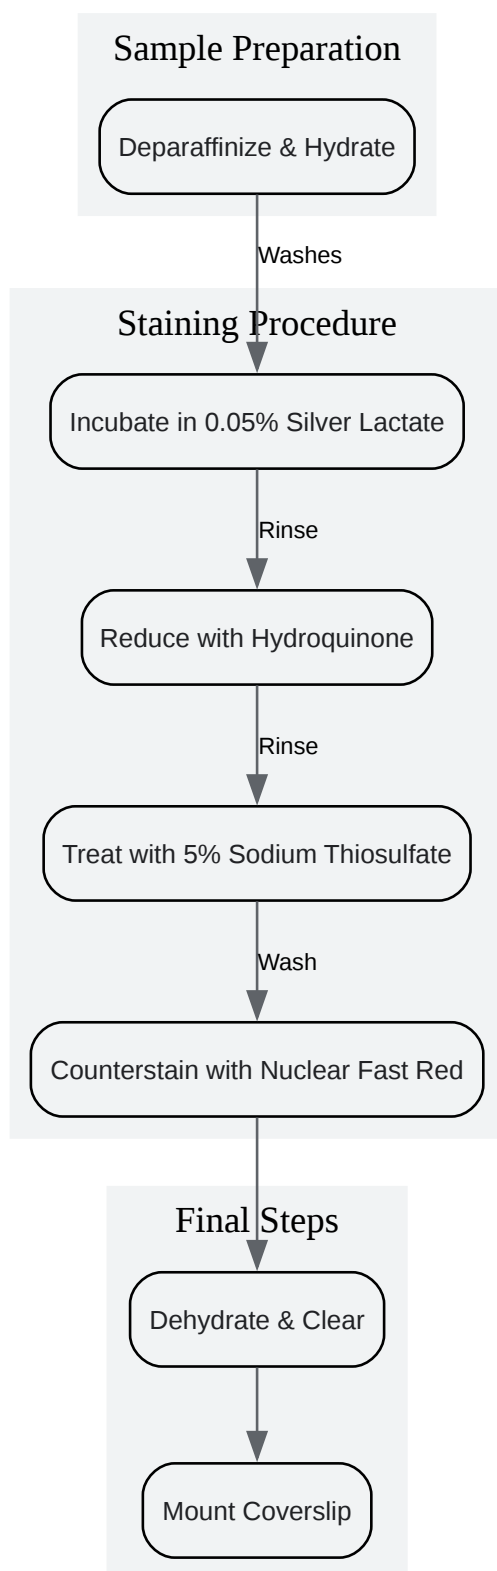 Sample Preparation
Deparaffinize & Hydrate
Washes
Staining Procedure
Incubate in 0.05% Silver Lactate
Rinse
Reduce with Hydroquinone
Rinse
Treat with 5% Sodium Thiosulfate
Wash
Counterstain with Nuclear Fast Red
Final Steps
Dehydrate & Clear
Mount Coverslip